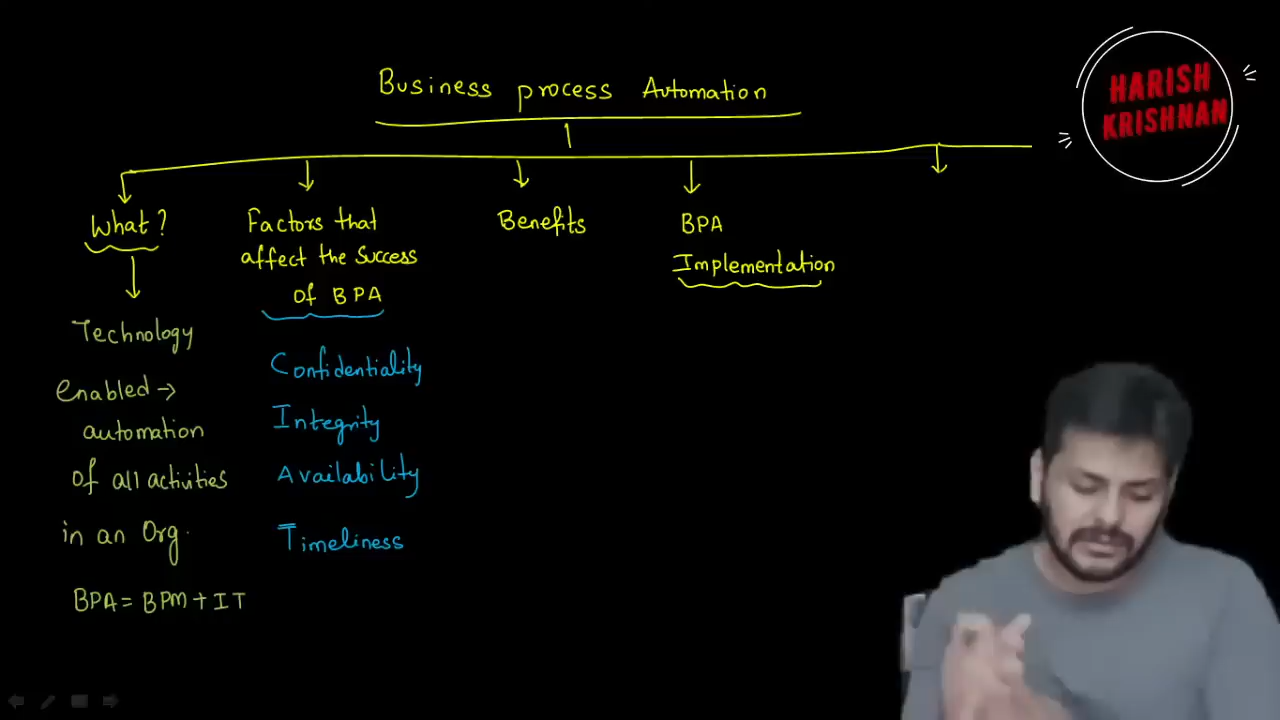 Business process Automation
HARISH
KRISHNAN
What?
Technology
enabled →
automation
of all activities
in an Org.
BPA = BPM + IT
Factors that
affect the Success
Of BPA
Confidentiality
Integrity
Availability
Timeliness
Benefits
BPA
Implementation